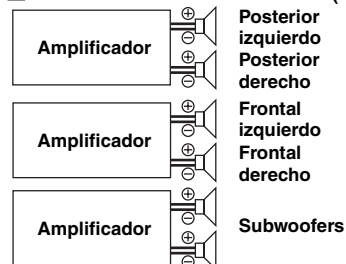 Posterior
izquierdo
Amplificador
Posterior
derecho
Frontal
izquierdo
Amplificador
Frontal
derecho
Amplificador
Subwoofers